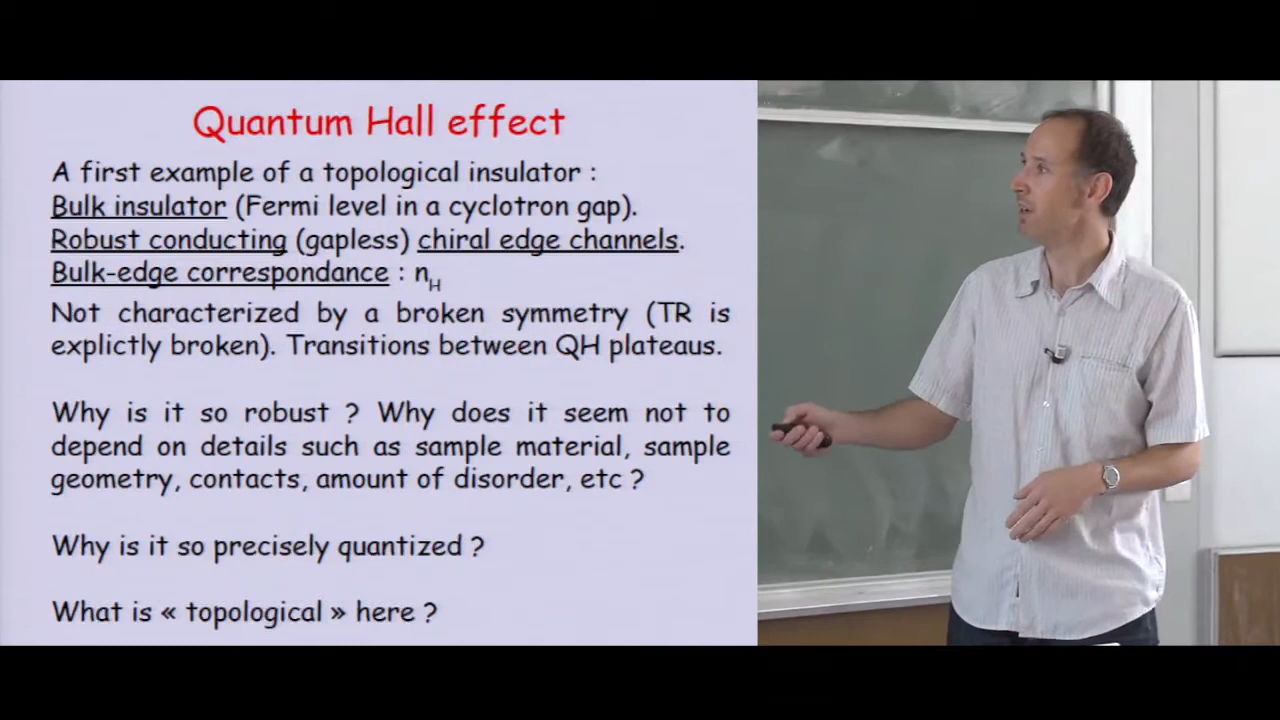 Quantum Hall effect
A first example of a topological insulator :
Bulk insulator (Fermi level in a cyclotron gap).
Robust conducting (gapless) chiral edge channels.
Bulk-edge correspondance : nH
Not characterized by a broken symmetry (TR is
explictly broken). Transitions between QH plateaus.
Why is it so robust ? Why does it seem not to
depend on details such as sample material, sample
geometry, contacts, amount of disorder, etc ?
Why is it so precisely quantized ?
What is « topological » here ?